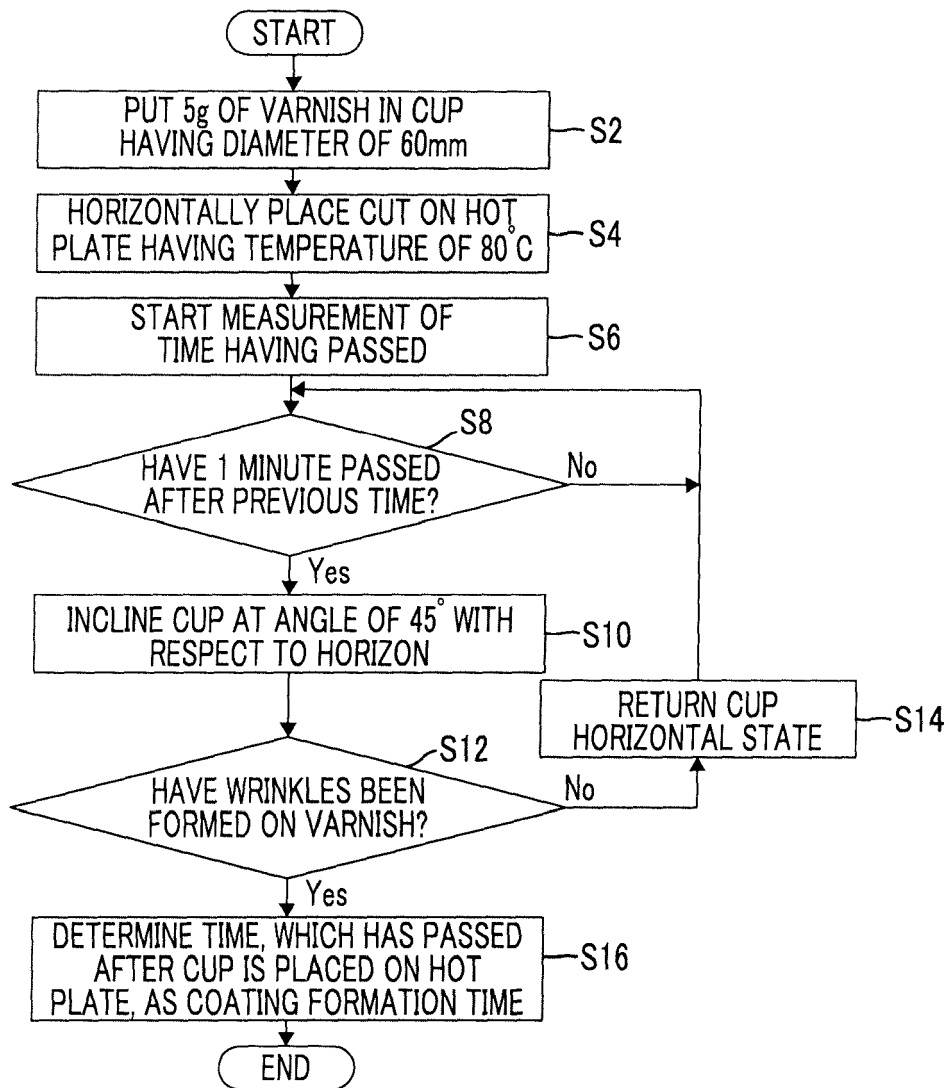 START
PUT 5g OF VARNISH IN CUP
HAVING DIAMETER OF 60mm
S2
HORIZONTALLY PLACE CUT ON HOT
PLATE HAVING TEMPERATURE OF 80°C
S4
START MEASUREMENT OF
TIME HAVING PASSED
S6
S8
HAVE 1 MINUTE PASSED
AFTER PREVIOUS TIME?
No
Yes
INCLINE CUP AT ANGLE OF 45° WITH
RESPECT TO HORIZON
S10
RETURN CUP
HORIZONTAL STATE
S14
S12
HAVE WRINKLES BEEN
FORMED ON VARNISH?
No
Yes
DETERMINE TIME, WHICH HAS PASSED
AFTER CUP IS PLACED ON HOT
PLATE, AS COATING FORMATION TIME
S16
END